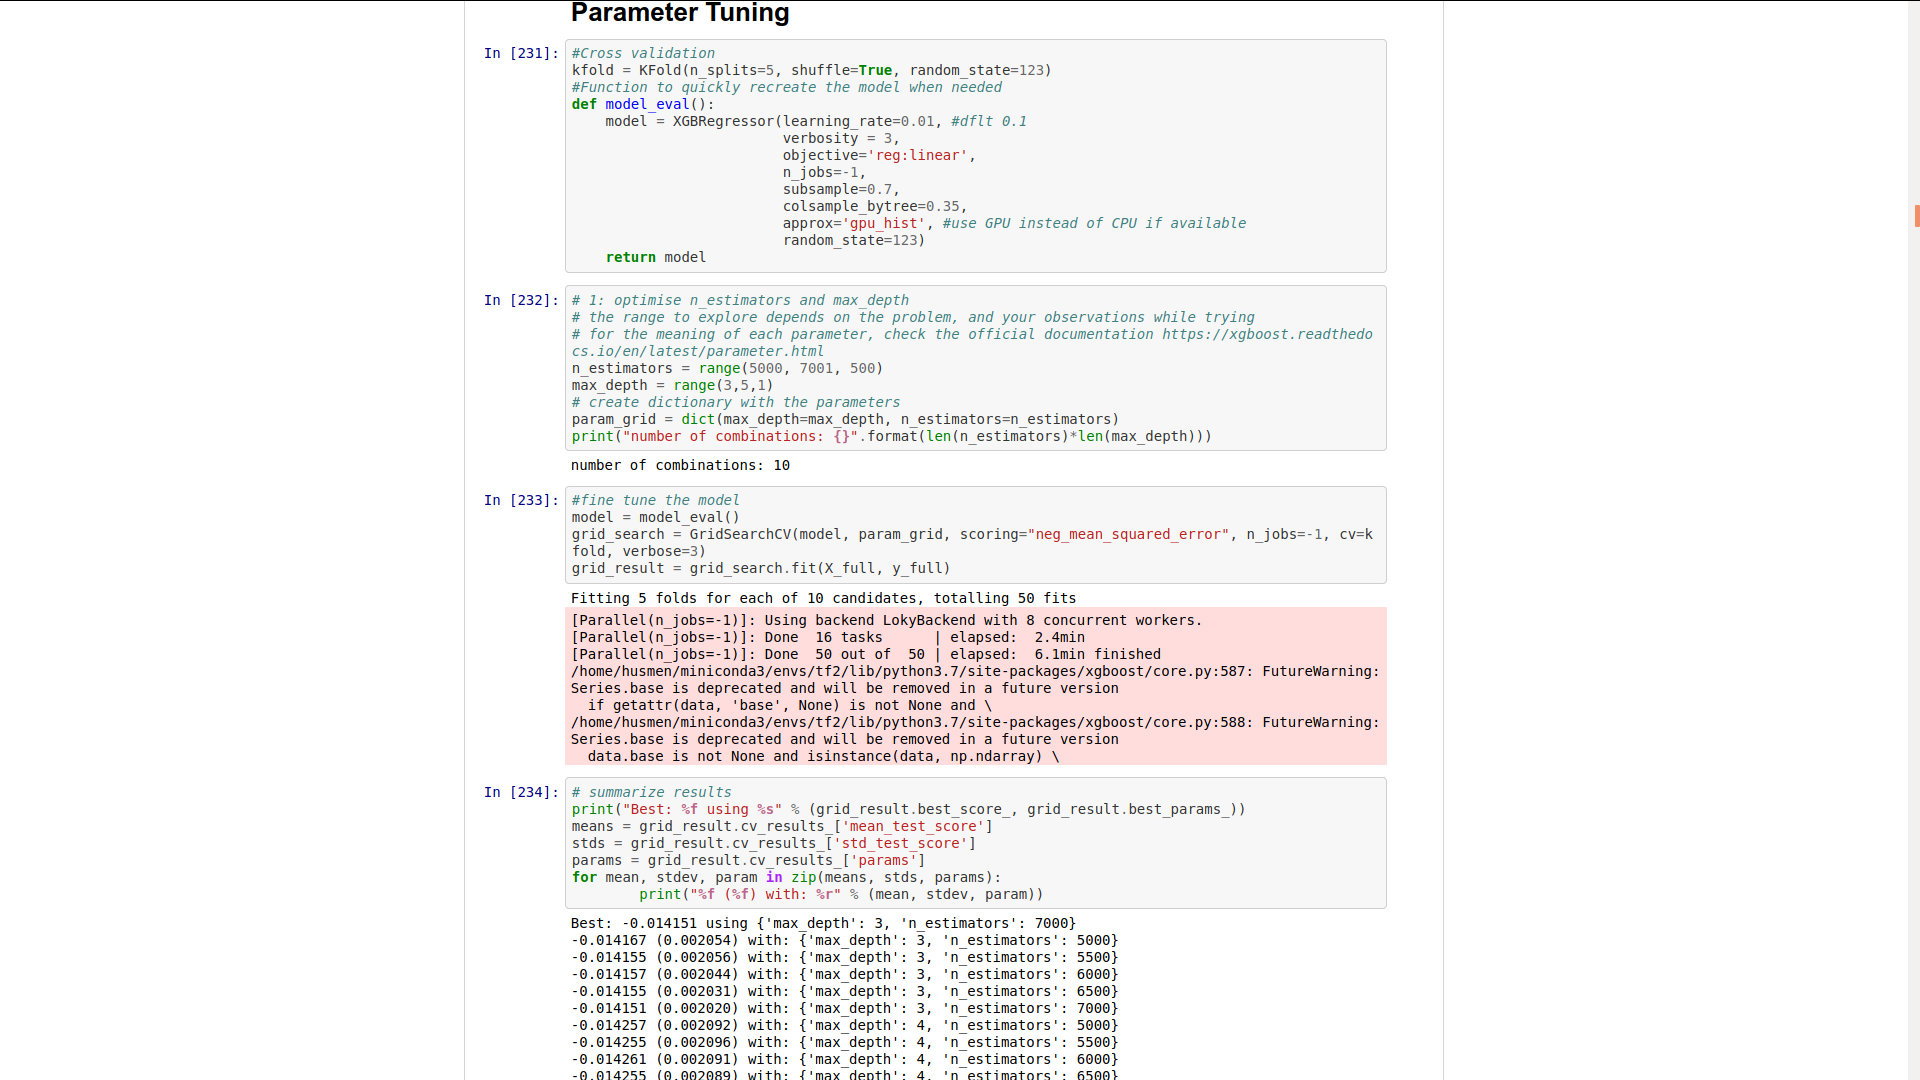 Parameter Tuning
In [231]:
#Cross validation
kfold = KFold(n_splits=5, shuffle=True, random_state=123)
#Function to quickly recreate the model when needed
def model_eval():
    model = XGBRegressor(learning_rate=0.01, #dflt 0.1
                         verbosity = 3,
                         objective='reg:linear',
                         n_jobs=-1,
                         subsample=0.7,
                         colsample_bytree=0.35,
                         approx='gpu_hist', #use GPU instead of CPU if available
                         random_state=123)
    return model
In [232]:
# 1: optimise n_estimators and max_depth
# the range to explore depends on the problem, and your observations while trying
# for the meaning of each parameter, check the official documentation https://xgboost.readthedo
cs.io/en/latest/parameter.html
n_estimators = range(5000, 7001, 500)
max_depth = range(3,5,1)
# create dictionary with the parameters
param_grid = dict(max_depth=max_depth, n_estimators=n_estimators)
print("number of combinations: {}".format(len(n_estimators)*len(max_depth)))
number of combinations: 10
In [233]:
#fine tune the model
model = model_eval()
grid_search = GridSearchCV(model, param_grid, scoring="neg_mean_squared_error", n_jobs=-1, cv=k
fold, verbose=3)
grid_result = grid_search.fit(X_full, y_full)
Fitting 5 folds for each of 10 candidates, totalling 50 fits
[Parallel(n_jobs=-1)]: Using backend LokyBackend with 8 concurrent workers.
[Parallel(n_jobs=-1)]: Done  16 tasks      | elapsed:  2.4min
[Parallel(n_jobs=-1)]: Done  50 out of  50 | elapsed:  6.1min finished
/home/husmen/miniconda3/envs/tf2/lib/python3.7/site-packages/xgboost/core.py:587: FutureWarning:
Series.base is deprecated and will be removed in a future version
  if getattr(data, 'base', None) is not None and \
/home/husmen/miniconda3/envs/tf2/lib/python3.7/site-packages/xgboost/core.py:588: FutureWarning:
Series.base is deprecated and will be removed in a future version
  data.base is not None and isinstance(data, np.ndarray) \
In [234]:
# summarize results
print("Best: %f using %s" % (grid_result.best_score_, grid_result.best_params_))
means = grid_result.cv_results_['mean_test_score']
stds = grid_result.cv_results_['std_test_score']
params = grid_result.cv_results_['params']
for mean, stdev, param in zip(means, stds, params):
        print("%f (%f) with: %r" % (mean, stdev, param))
Best: -0.014151 using {'max_depth': 3, 'n_estimators': 7000}
-0.014167 (0.002054) with: {'max_depth': 3, 'n_estimators': 5000}
-0.014155 (0.002056) with: {'max_depth': 3, 'n_estimators': 5500}
-0.014157 (0.002044) with: {'max_depth': 3, 'n_estimators': 6000}
-0.014155 (0.002031) with: {'max_depth': 3, 'n_estimators': 6500}
-0.014151 (0.002020) with: {'max_depth': 3, 'n_estimators': 7000}
-0.014257 (0.002092) with: {'max_depth': 4, 'n_estimators': 5000}
-0.014255 (0.002096) with: {'max_depth': 4, 'n_estimators': 5500}
-0.014261 (0.002091) with: {'max_depth': 4, 'n_estimators': 6000}
-0.014255 (0.002089) with: {'max_depth': 4, 'n_estimators': 6500}